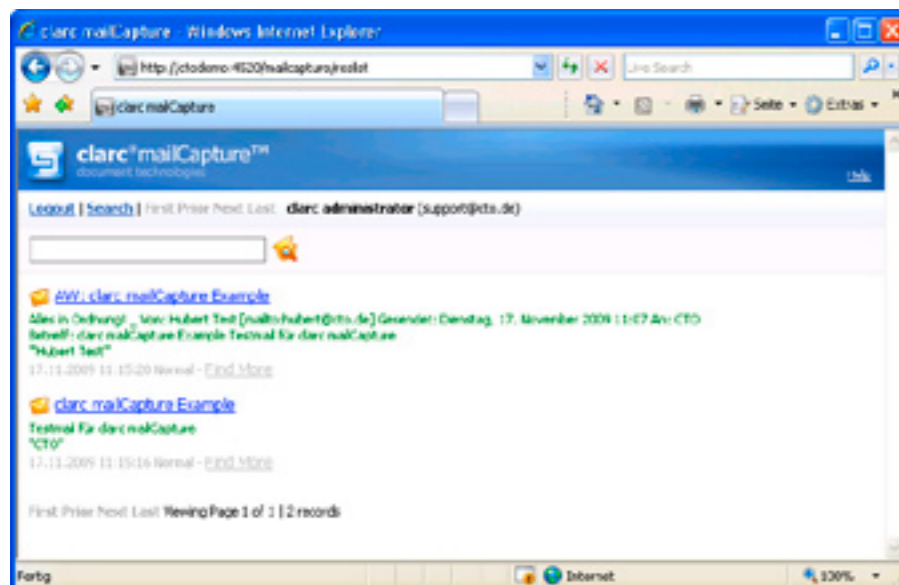 clarc mailCapture - Windows Internet Explorer
http://ctodemo:4520/mailcapture/reslist
Live Search
clarc mailCapture
Seite
Extras
clarc®mailCapture™
document technologies
Help
Logout | Search | First Prior Next Last clarc administrator (support@cto.de)
AW: clarc mailCapture Example
Alles in Ordnung! _ Von: Hubert Test [mailto:hubert@cto.de] Gesendet: Dienstag, 17. November 2009 11:07 An: CTO
Betreff: clarc mailCapture Example Testmail für clarc mailCapture
"Hubert Test"
17.11.2009 11:15:20 Normal - Find More
clarc mailCapture Example
Testmail für clarc mailCapture
"CTO"
17.11.2009 11:15:16 Normal - Find More
First Prior Next Last Viewing Page 1 of 1 | 2 records
Fertig
Internet
100%